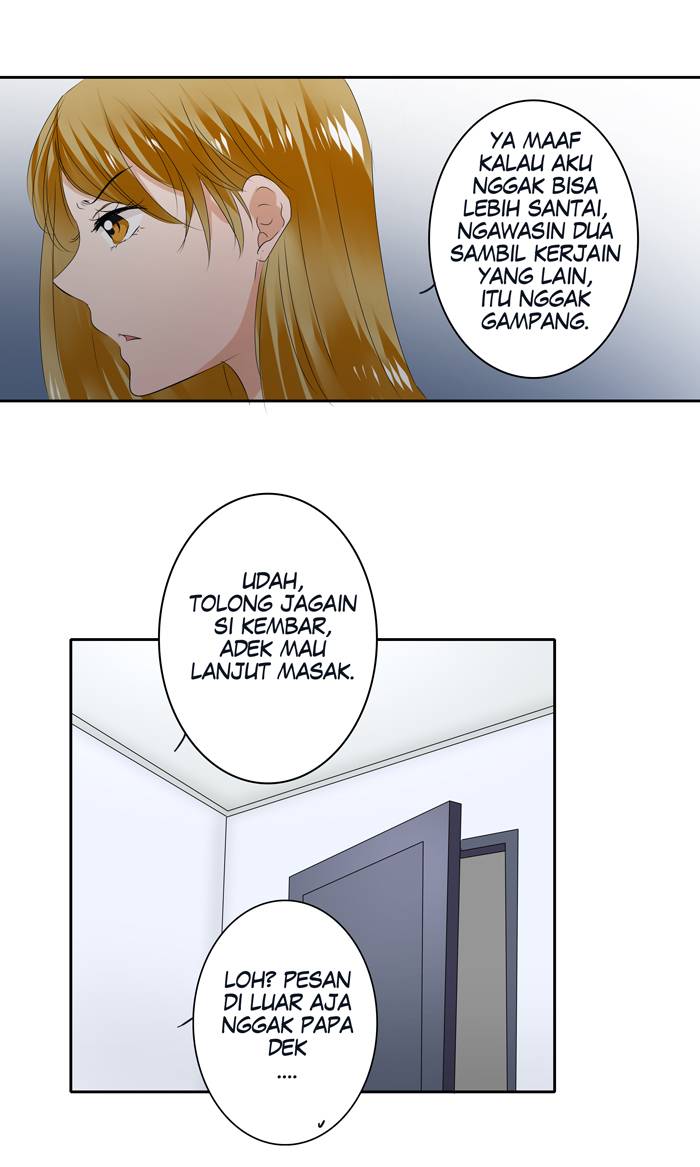 YA MAAF
KALAU AKU
NGGAK BISA
LEBIH SANTAI,
NGAWASIN DUA
SAMBIL KERJAIN
YANG LAIN,
ITU NGGAK
GAMPANG.
UDAH,
TOLONG JAGAIN
SI KEMBAR,
ADEK MAU
LANJUT MASAK.
LOH? PESAN
DI LUAR AJA
NGGAK PAPA
DEK
....